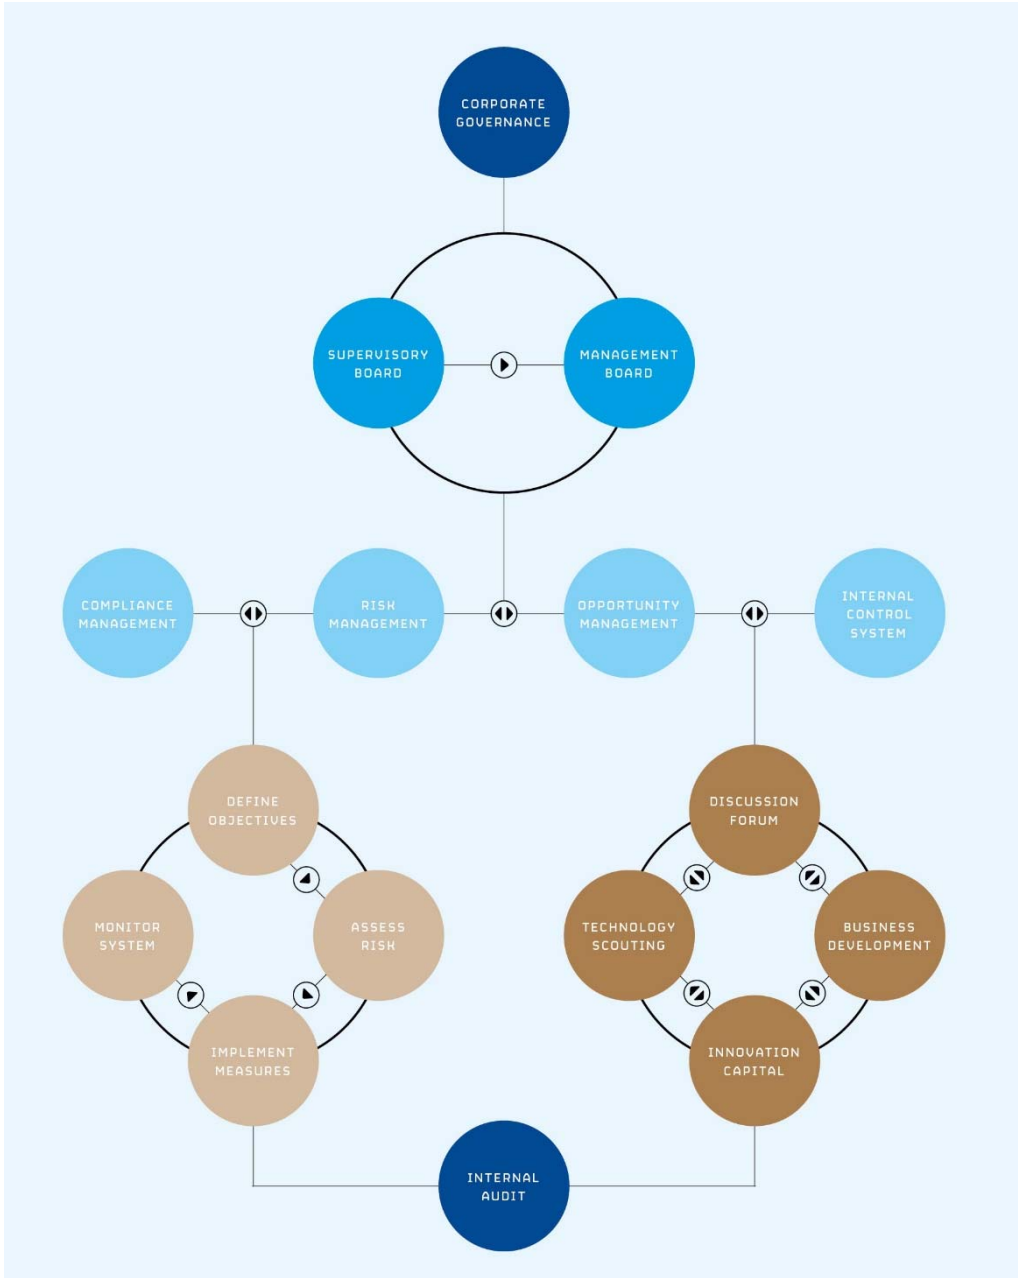 CORPORATE
GOVERNANCE
SUPERVISORY
BOARD
MANAGEMENT
BOARD
COMPLIANCE
MANAGEMENT
RISK
MANAGEMENT
OPPORTUNITY
MANAGEMENT
INTERNAL
CONTROL
SYSTEM
DEFINE
OBJECTIVES
MONITOR
SYSTEM
ASSESS
RISK
IMPLEMENT
MEASURES
DISCUSSION
FORUM
TECHNOLOGY
SCOUTING
BUSINESS
DEVELOPMENT
INNOVATION
CAPITAL
INTERNAL
AUDIT